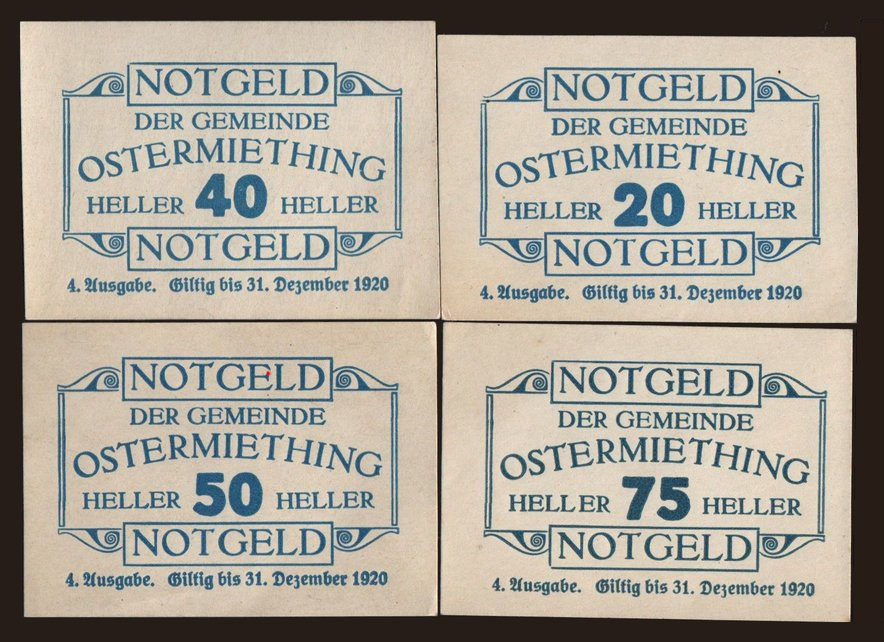 NOTGELD
DER GEMEINDE
OSTERMIETHING
HELLER 40 HELLER
NOTGELD
4. Ausgabe. Giltig bis 31. Dezember 1920
NOTGELD
DER GEMEINDE
OSTERMIETHING
HELLER 20 HELLER
NOTGELD
4. Ausgabe. Giltig bis 31. Dezember 1920
NOTGELD
DER GEMEINDE
OSTERMIETHING
HELLER 50 HELLER
NOTGELD
4. Ausgabe. Giltig bis 31. Dezember 1920
NOTGELD
DER GEMEINDE
OSTERMIETHING
HELLER 75 HELLER
NOTGELD
4. Ausgabe. Giltig bis 31. Dezember 1920